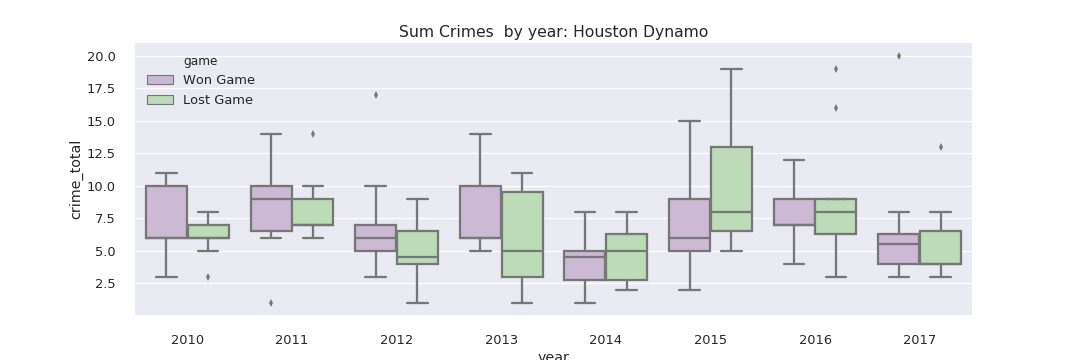 Sum Crimes  by year: Houston Dynamo
game
Won Game
Lost Game
crime_total
20.0
17.5
15.0
12.5
10.0
7.5
5.0
2.5
2010 2011 2012 2013 2014 2015 2016 2017
year